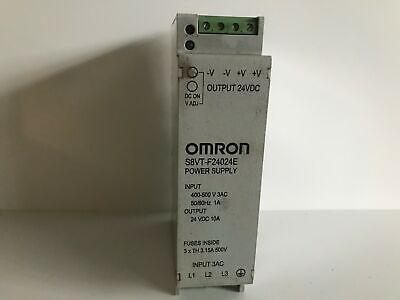 -V -V +V +V
OUTPUT 24VDC
DC ON
V ADJ
OMRON
S8VT-F24024E
POWER SUPPLY
INPUT
400-500 V 3AC
50/60Hz 1A
OUTPUT
24 VDC 10A
FUSES INSIDE
3 x TH 3.15A 500V
INPUT 3AC
L1 L2 L3